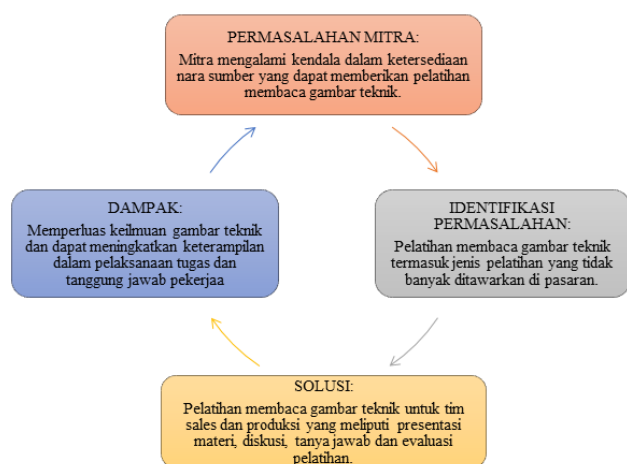 PERMASALAHAN MITRA:
Mitra mengalami kendala dalam ketersediaan
nara sumber yang dapat memberikan pelatihan
membaca gambar teknik.
IDENTIFIKASI
PERMASALAHAN:
Pelatihan membaca gambar teknik
termasuk jenis pelatihan yang tidak
banyak ditawarkan di pasaran.
SOLUSI:
Pelatihan membaca gambar teknik untuk tim
sales dan produksi yang meliputi presentasi
materi, diskusi, tanya jawab dan evaluasi
pelatihan.
DAMPAK:
Memperluas keilmuan gambar teknik
dan dapat meningkatkan keterampilan
dalam pelaksanaan tugas dan
tanggung jawab pekerjaa